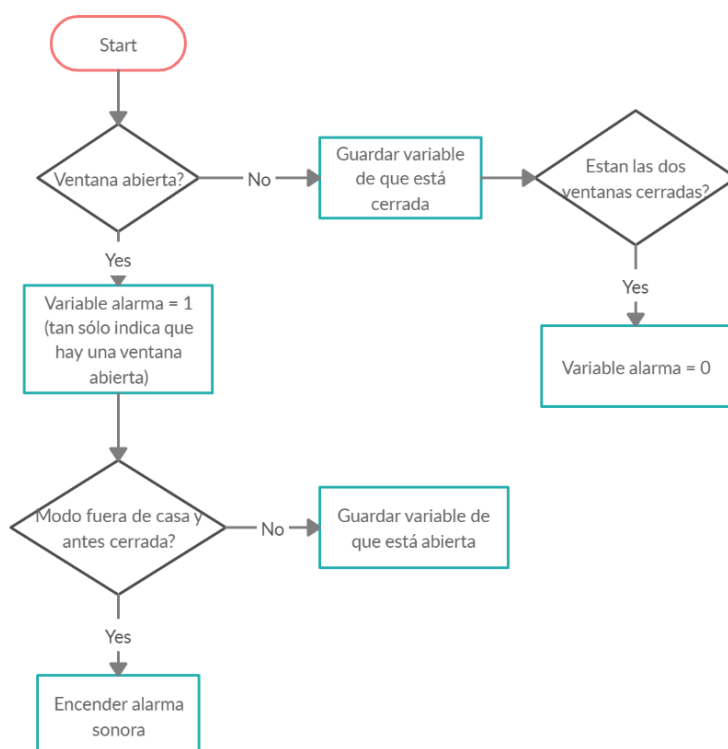 Start
Ventana abierta?
No
Guardar variable
de que está
cerrada
Estan las dos
ventanas cerradas?
Yes
Variable alarma = 1
(tan sólo indica que
hay una ventana
abierta)
Yes
Variable alarma = 0
Modo fuera de casa y
antes cerrada?
No
Guardar variable de
que está abierta
Yes
Encender alarma
sonora